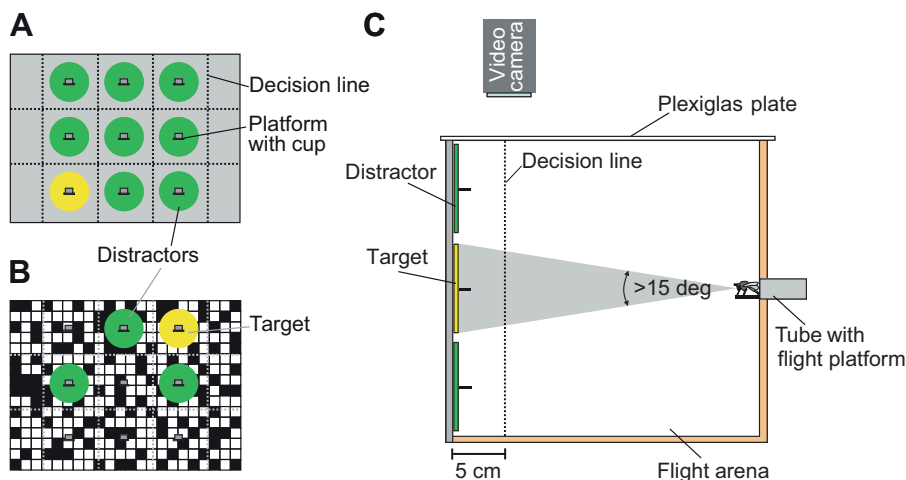 A
Decision line
Platform
with cup
Distractors
B
Target
C
Video
camera
Plexiglas plate
Distractor
Decision line
Target
>15 deg
Tube with
flight platform
5 cm
Flight arena